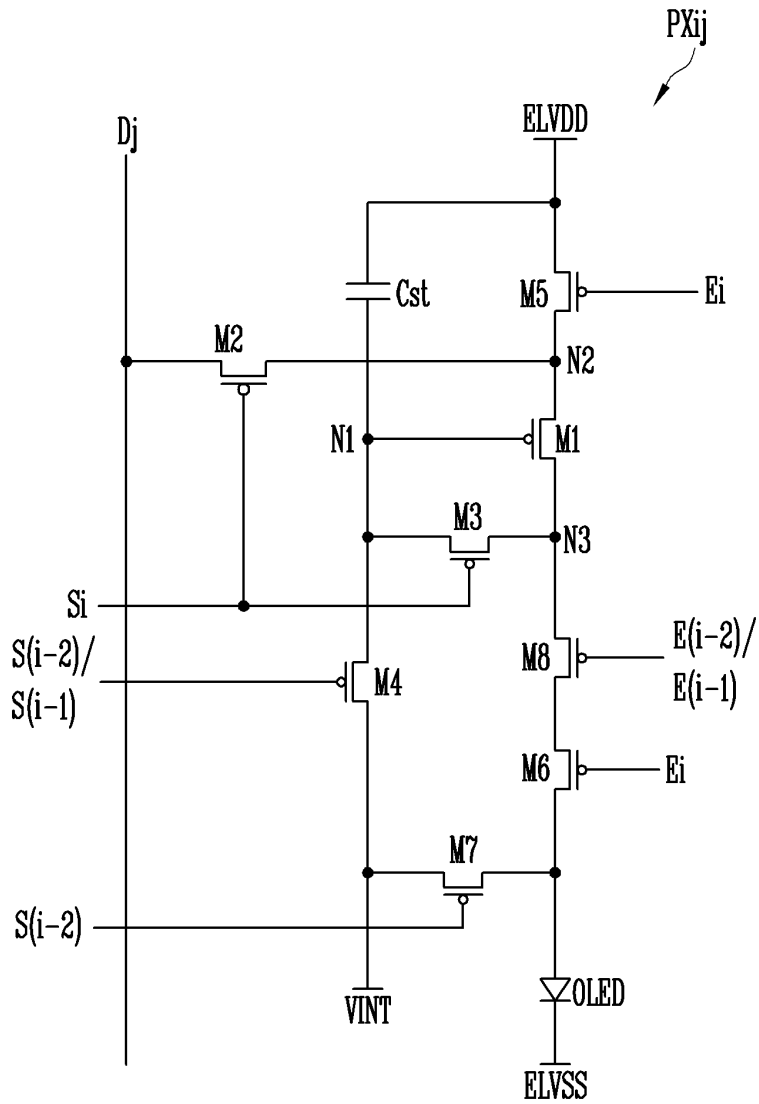 PXij
ELVDD
Dj
Cst
M5
Ei
M2
N2
N1
M1
M3
N3
Si
S(i-2)/
S(i-1)
M4
M8
E(i-2)/
E(i-1)
M6
Ei
M7
S(i-2)
VINT
OLED
ELVSS